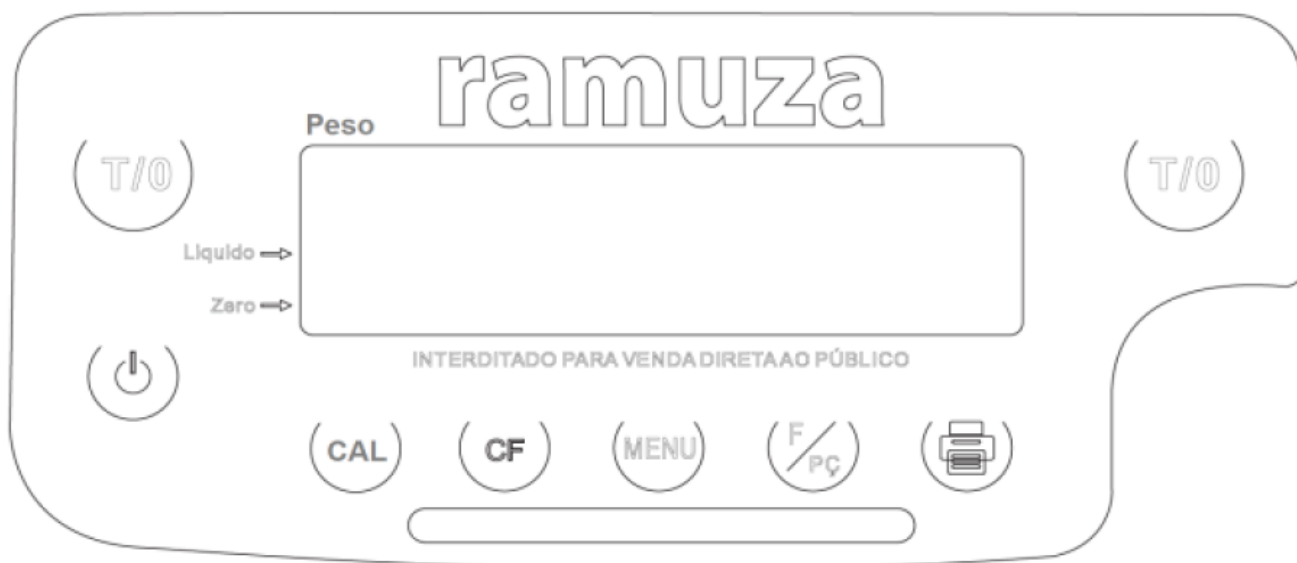 ramuza
Peso
T/0
T/0
Liquido
Zero
INTERDITADO PARA VENDA DIRETA AO PÚBLICO
CAL
CF
MENU
F/PÇ